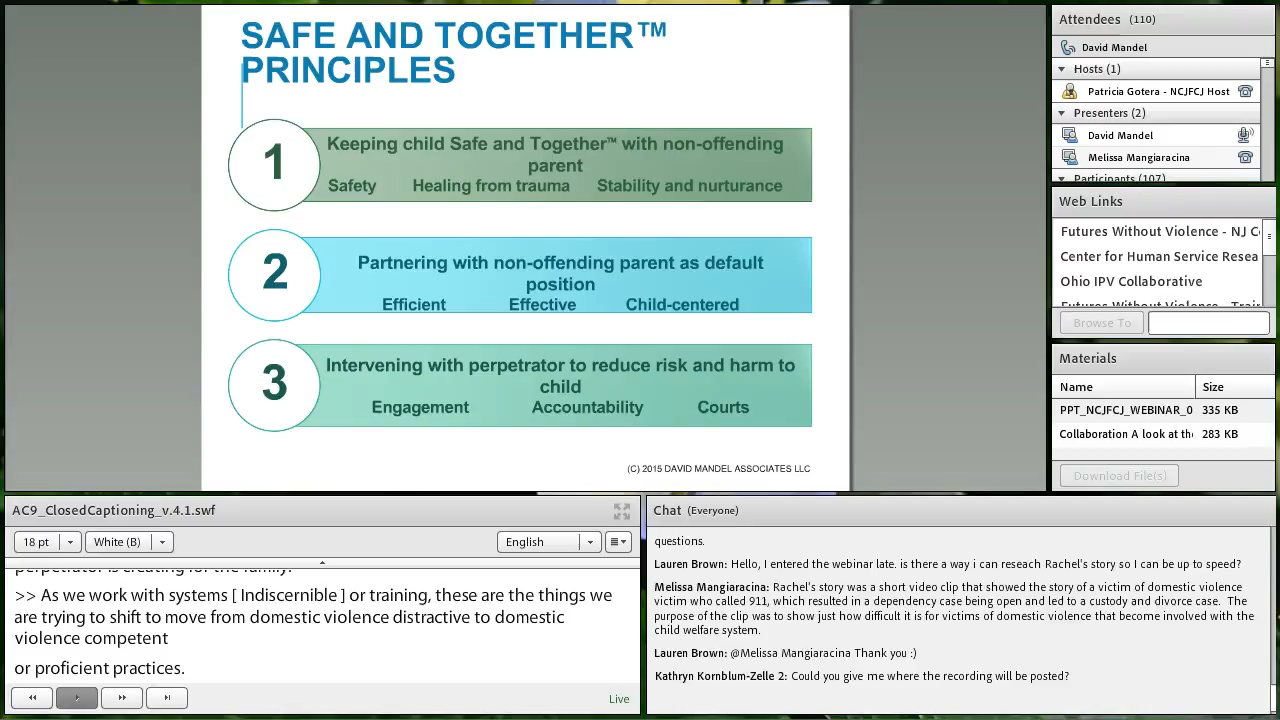 SAFE AND TOGETHER™
PRINCIPLES
1
Keeping child Safe and Together™ with non-offending
parent
Safety Healing from trauma Stability and nurturance
2
Partnering with non-offending parent as default
position
Efficient Effective Child-centered
3
Intervening with perpetrator to reduce risk and harm to
child
Engagement Accountability Courts
(C) 2015 DAVID MANDEL ASSOCIATES LLC
Attendees (110)
David Mandel
Hosts (1)
Patricia Gotera - NCJFCJ Host
Presenters (2)
David Mandel
Melissa Mangiaracina
Participants (107)
Web Links
Futures Without Violence - NJ C
Center for Human Service Resea
Ohio IPV Collaborative
Futures Without Violence - Trai
Browse To
Materials
Name Size
PPT_NCJFCJ_WEBINAR_0 335 KB
Collaboration A look at the 283 KB
Download File(s)
AC9_ClosedCaptioning_v.4.1.swf
18 pt White (B) English
perpetrator is creating for the family.
>> As we work with systems [ Indiscernible ] or training, these are the things we
are trying to shift to move from domestic violence distractive to domestic
violence competent
or proficient practices.
Live
Chat (Everyone)
questions.
Lauren Brown: Hello, I entered the webinar late. is there a way i can reseach Rachel's story so I can be up to speed?
Melissa Mangiaracina: Rachel's story was a short video clip that showed the story of a victim of domestic violence
victim who called 911, which resulted in a dependency case being open and led to a custody and divorce case. The
purpose of the clip was to show just how difficult it is for victims of domestic violence that become involved with the
child welfare system.
Lauren Brown: @Melissa Mangiaracina Thank you :)
Kathryn Kornblum-Zelle 2: Could you give me where the recording will be posted?